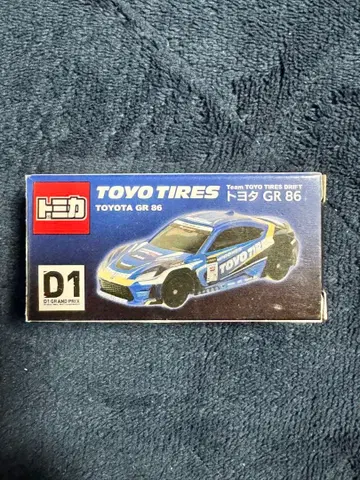 トミカ
TOYO TIRES
TOYOTA GR 86
Team TOYO TIRES DRIFT
トヨタ GR 86
TOYO TIRES
D1
D1 GRAND PRIX